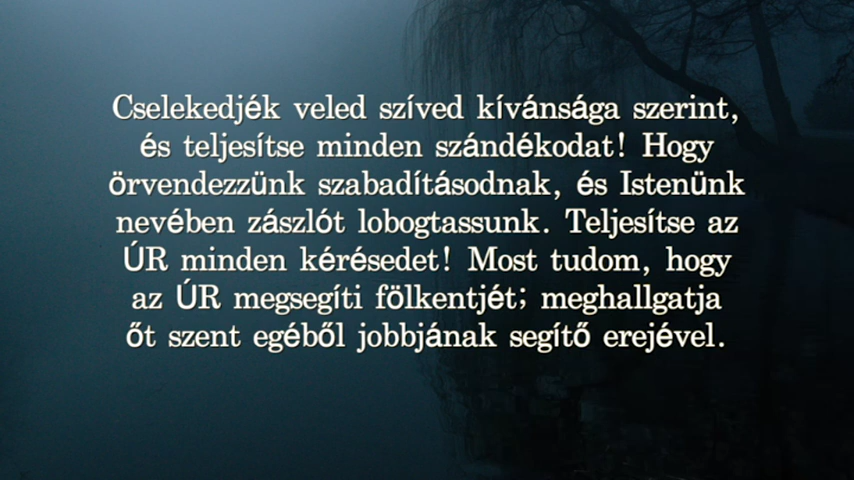 Cselekedjék veled szíved kívánsága szerint,
és teljesítse minden szándékodat! Hogy
örvendezzünk szabadításodnak, és Istenünk
nevében zászlót lobogtassunk. Teljesítse az
ÚR minden kérésedet! Most tudom, hogy
az ÚR megsegíti fölkentjét; meghallgatja
őt szent egéből jobbjának segítő erejével.